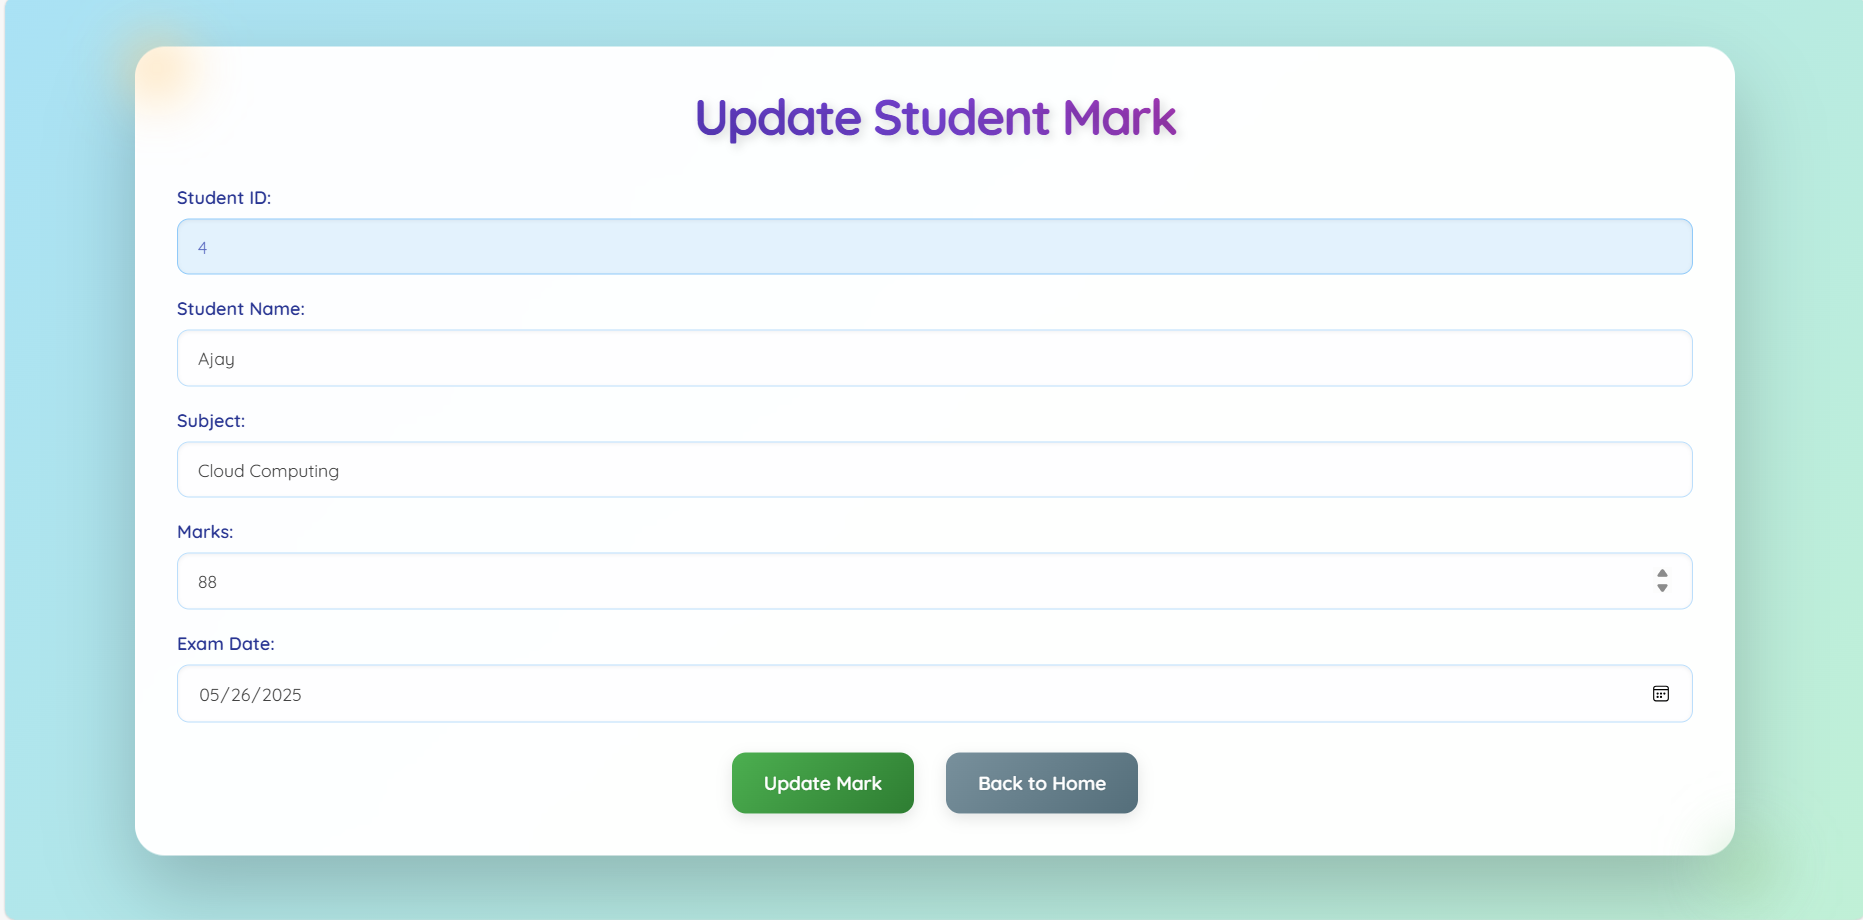 Update Student Mark
Student ID:
4
Student Name:
Ajay
Subject:
Cloud Computing
Marks:
88
Exam Date:
05/26/2025
Update Mark
Back to Home